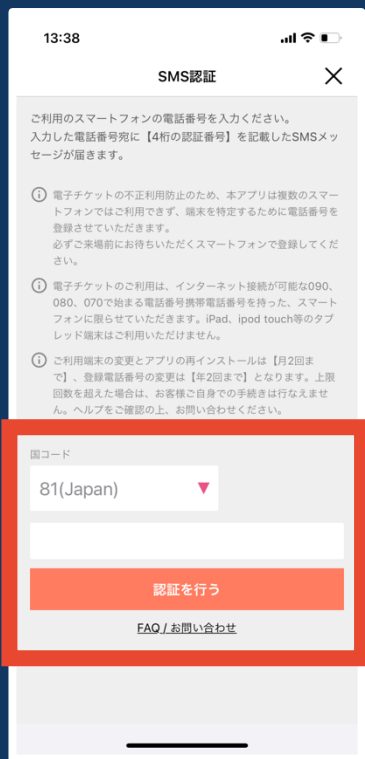 13:38
SMS認証
ご利用のスマートフォンの電話番号を入力ください。
入力した電話番号宛に【4桁の認証番号】を記載したSMSメッ
セージが届きます。
電子チケットの不正利用防止のため、本アプリは複数のスマー
トフォンではご利用できず、端末を特定するために電話番号を
登録させていただきます。
必ずご来場前にお持ちいただくスマートフォンで登録してくだ
さい。
電子チケットのご利用は、インターネット接続が可能な090、
080、070で始まる電話番号携帯電話番号を持った、スマート
フォンに限らせていただきます。iPad、ipod touch等のタブ
レッド端末はご利用いただけません。
ご利用端末の変更とアプリの再インストールは【月2回ま
で】、登録電話番号の変更は【年2回まで】となります。上限
回数を超えた場合は、お客様ご自身での手続きは行なえませ
ん。ヘルプをご確認の上、お問い合わせください。
国コード
81(Japan)
認証を行う
FAQ / お問い合わせ